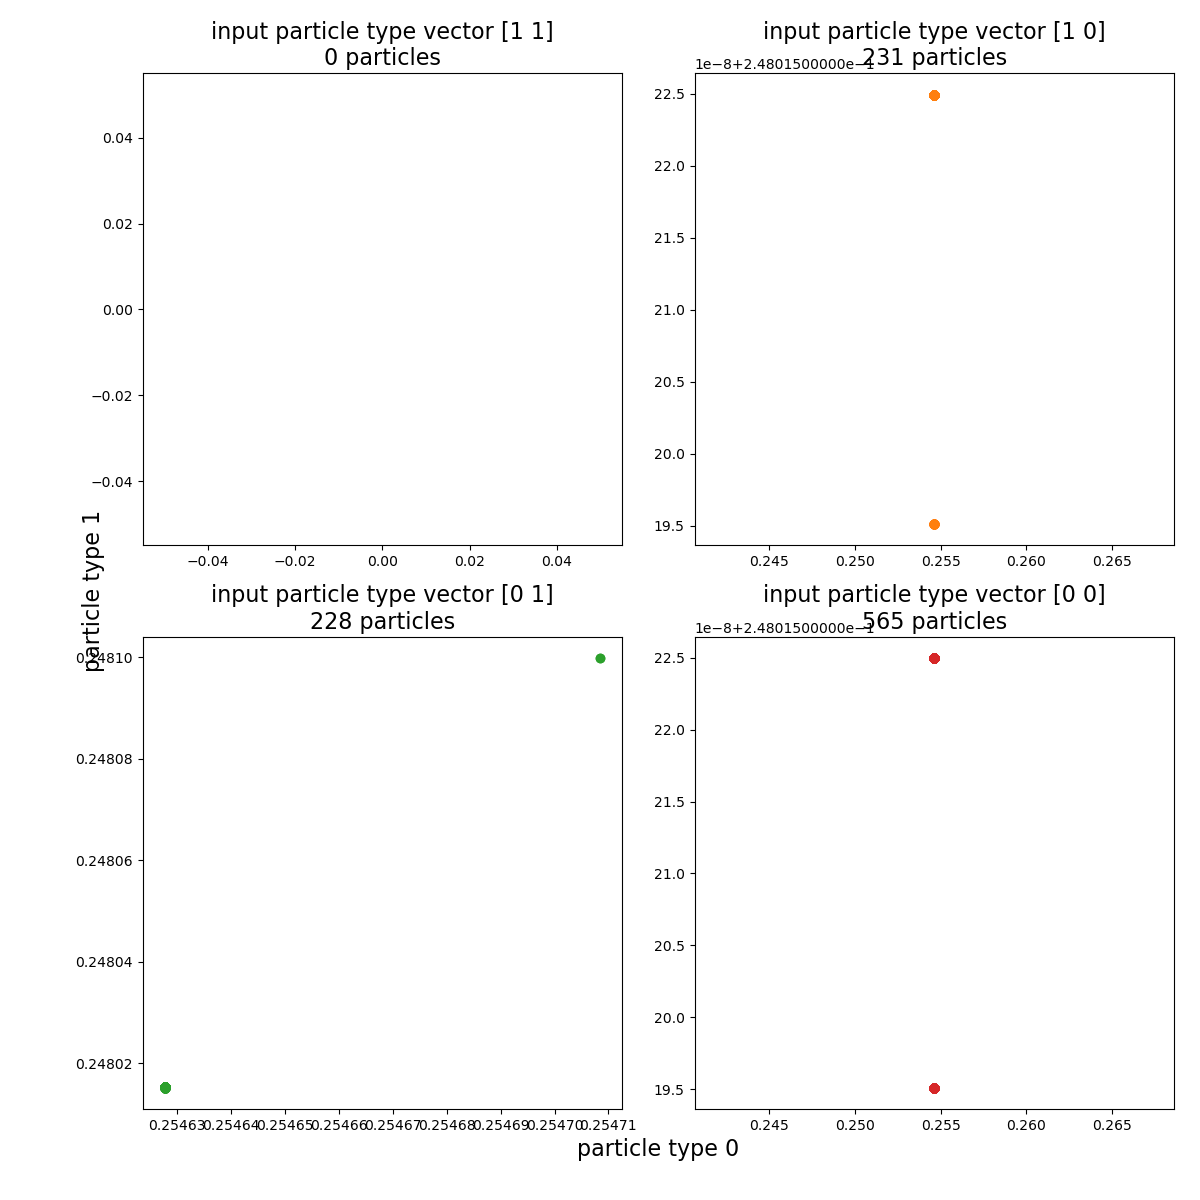 input particle type vector [1 1]
0 particles
0.04
0.02
0.00
−0.02
−0.04
−0.04 −0.02 0.00 0.02 0.04
input particle type vector [1 0]
231 particles
1e−8+2.4801500000e−1
22.5
22.0
21.5
21.0
20.5
20.0
19.5
0.245 0.250 0.255 0.260 0.265
particle type 1
input particle type vector [0 1]
228 particles
0.24810
0.24808
0.24806
0.24804
0.24802
0.25463 0.25464 0.25465 0.25466 0.25467 0.25468 0.25469 0.25470 0.25471
input particle type vector [0 0]
565 particles
1e−8+2.4801500000e−1
22.5
22.0
21.5
21.0
20.5
20.0
19.5
0.245 0.250 0.255 0.260 0.265
particle type 0